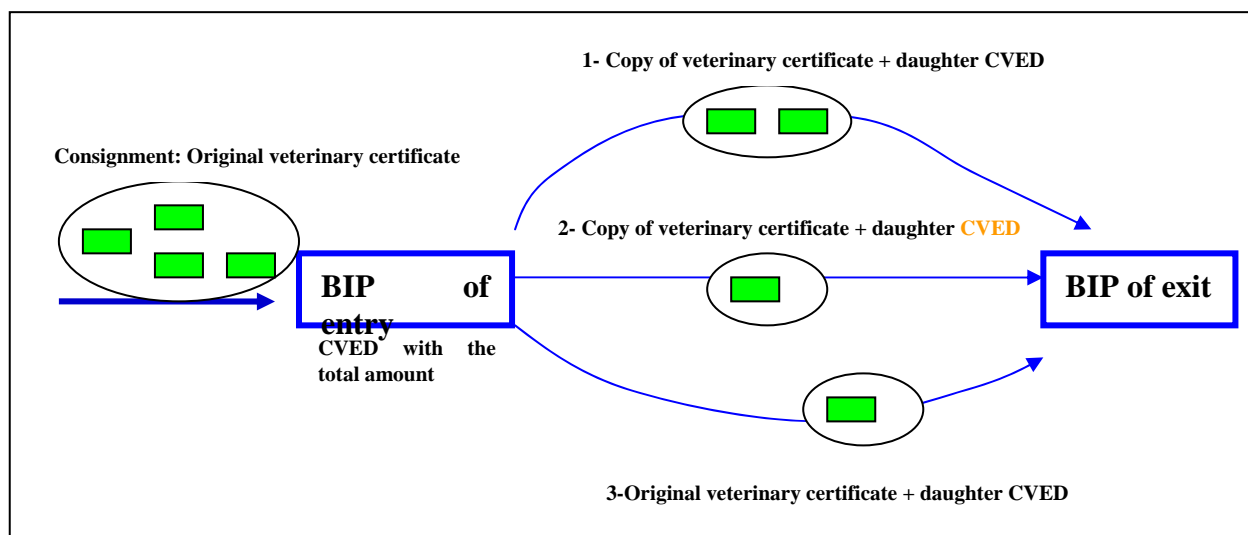 1- Copy of veterinary certificate + daughter CVED
Consignment: Original veterinary certificate
2- Copy of veterinary certificate + daughter CVED
BIP of
entry
CVED with the
total amount
BIP of exit
3-Original veterinary certificate + daughter CVED